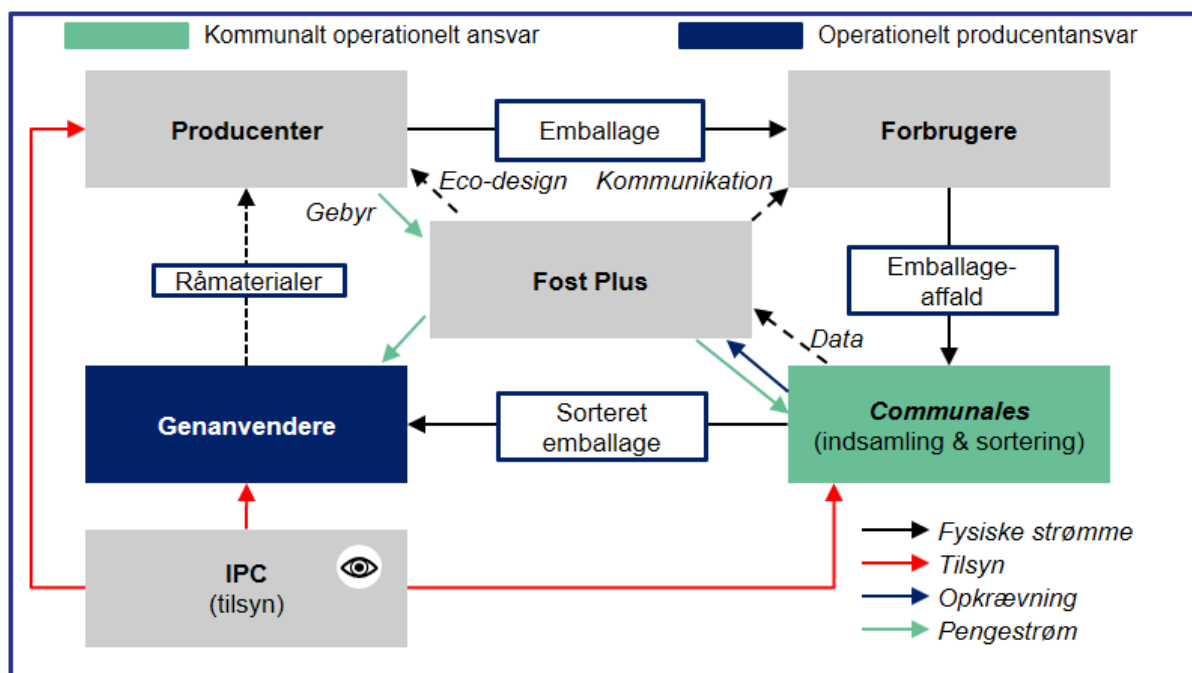 Kommunalt operationelt ansvar
Operationelt producentansvar
Producenter
Emballage
Forbrugere
Eco-design
Kommunikation
Gebyr
Råmaterialer
Fost Plus
Emballage-
affald
Data
Genanvendere
Sorteret
emballage
Communales
(indsamling & sortering)
IPC
(tilsyn)
Fysiske strømme
Tilsyn
Opkrævning
Pengestrøm